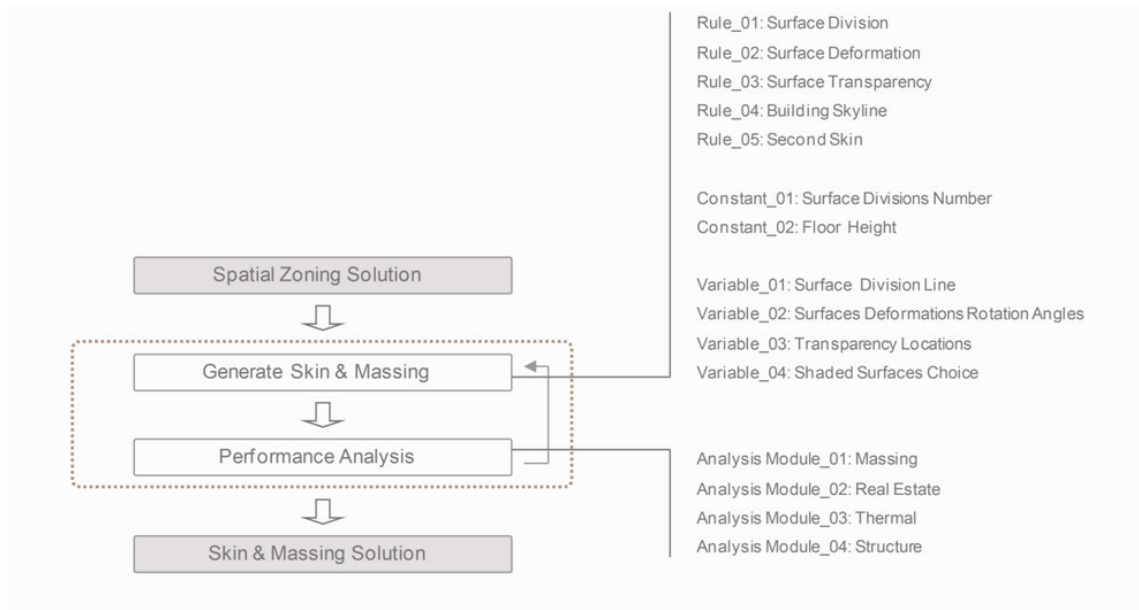 Rule_01: Surface Division
Rule_02: Surface Deformation
Rule_03: Surface Transparency
Rule_04: Building Skyline
Rule_05: Second Skin
Constant_01: Surface Divisions Number
Constant_02: Floor Height
Spatial Zoning Solution
Variable_01: Surface Division Line
Variable_02: Surfaces Deformations Rotation Angles
Variable_03: Transparency Locations
Generate Skin & Massing
Variable_04: Shaded Surfaces Choice
Performance Analysis
Analysis Module_01: Massing
Analysis Module_02: Real Estate
Analysis Module_03: Thermal
Skin & Massing Solution
Analysis Module_04: Structure